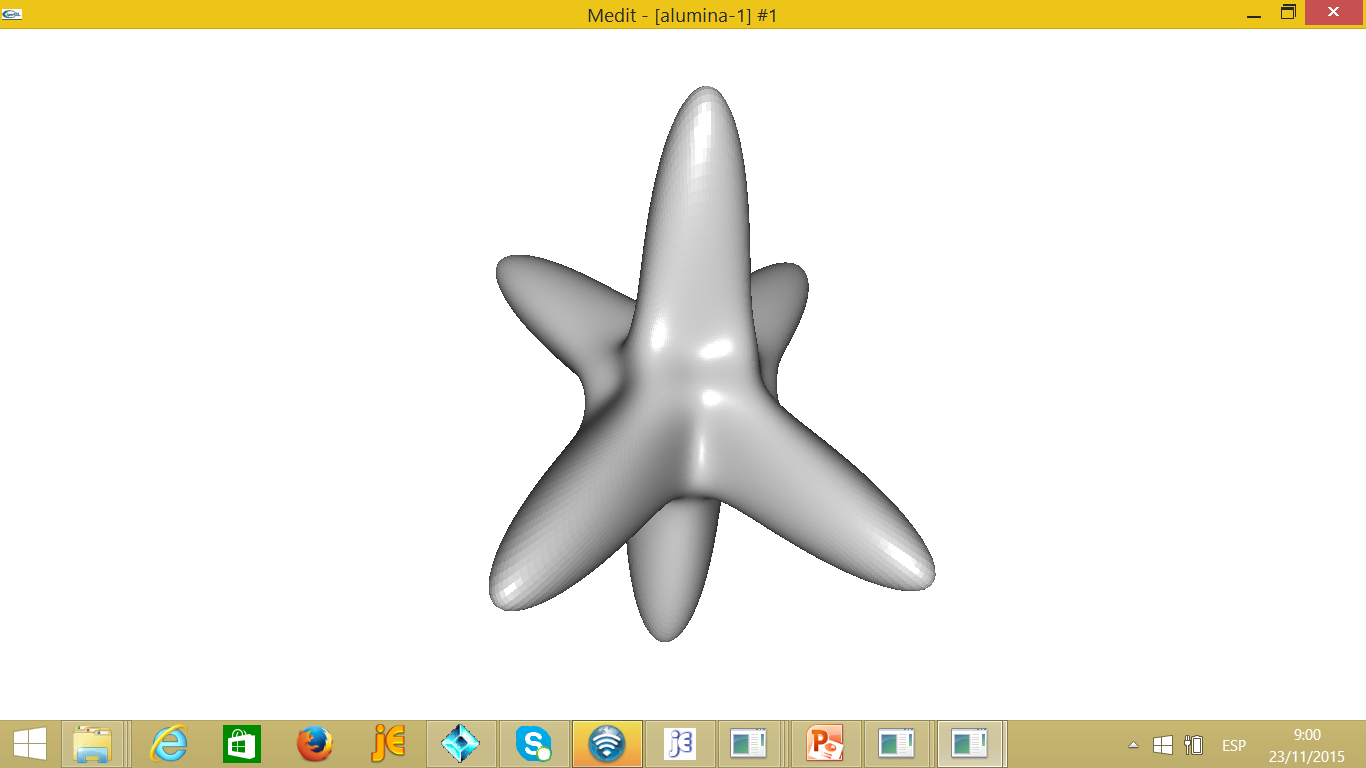 Medit - [alumina-1] #1
ESP
9:00
23/11/2015